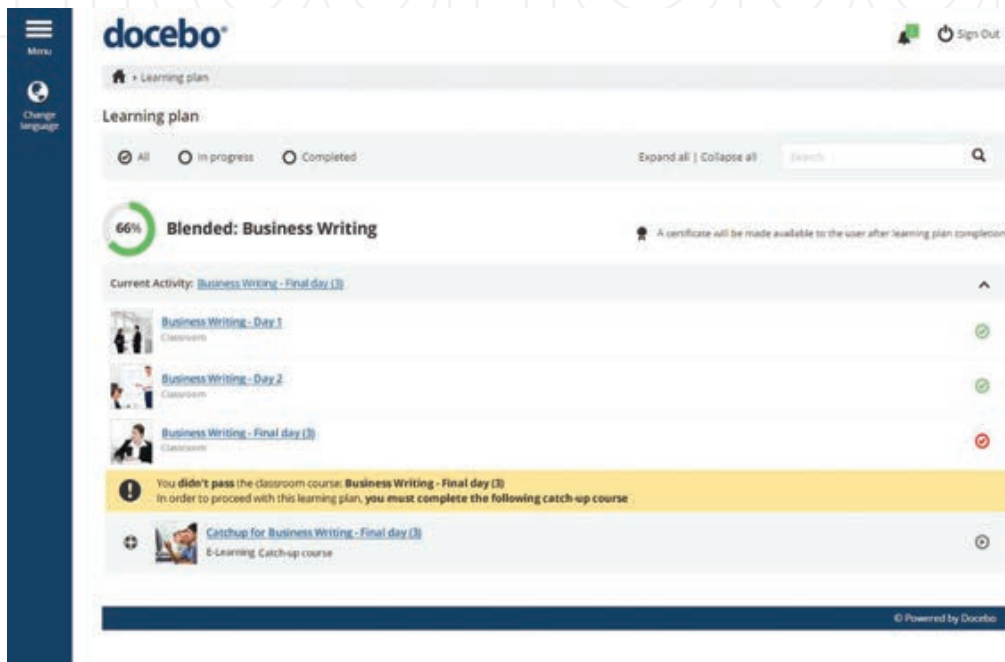 Menu
Change
language
docebo
Sign Out
Learning plan
Learning plan
All
In progress
Completed
Expand all | Collapse all
Search
66%
Blended: Business Writing
A certificate will be made available to the user after learning plan completion
Current Activity: Business Writing - Final day (3)
Business Writing - Day 1
Classroom
Business Writing - Day 2
Classroom
Business Writing - Final day (3)
Classroom
You didn't pass the classroom course: Business Writing - Final day (3)
In order to proceed with this learning plan, you must complete the following catch-up course
Catchup for Business Writing - Final day (3)
E-Learning Catch-up course
© Powered by Docebo